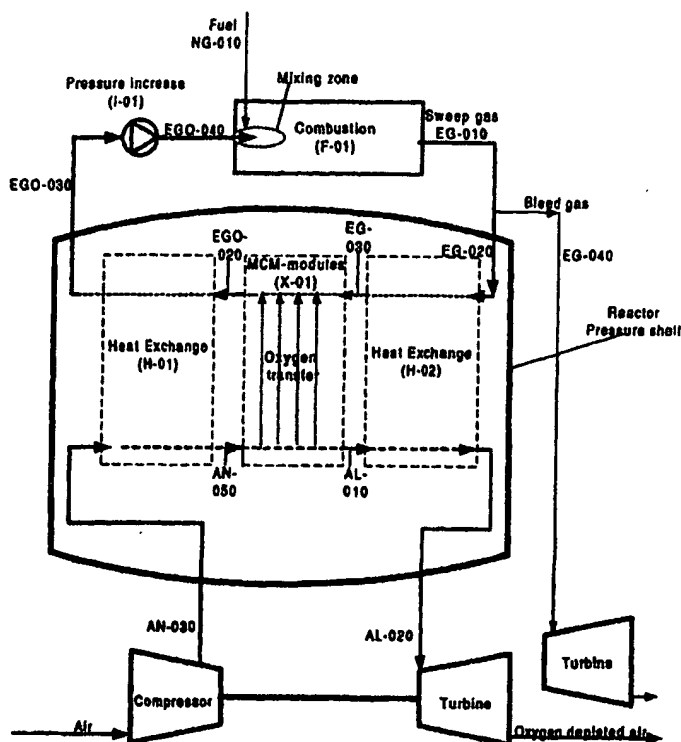 Fuel
NG-010
Pressure increase
(I-01)
Mixing zone
EGO-040
Combustion
(F-01)
Sweep gas
EG-010
EGO-030
Bleed gas
EGO-
020
EG-
030
MCM-modules
(X-01)
EG-020
EG-040
Reactor
Pressure shell
Heat Exchange
(H-01)
Oxygen
transfer
Heat Exchange
(H-02)
AN-
050
AL-
010
AN-030
AL-020
Compressor
Turbine
Turbine
Air
Oxygen depleted air